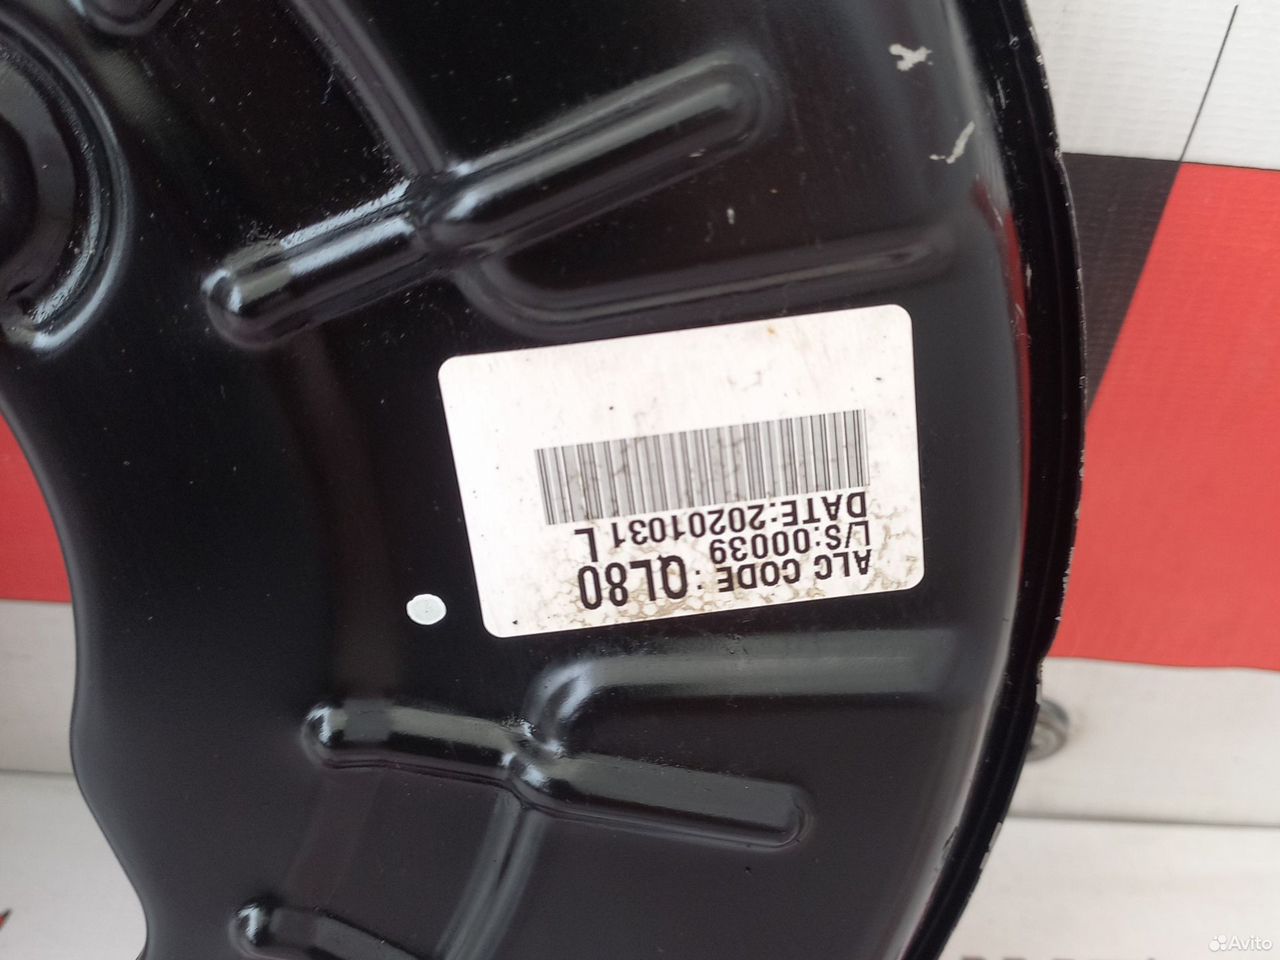 ALC CODE : QL80
L/S:00039
DATE:20201031 L
Avito